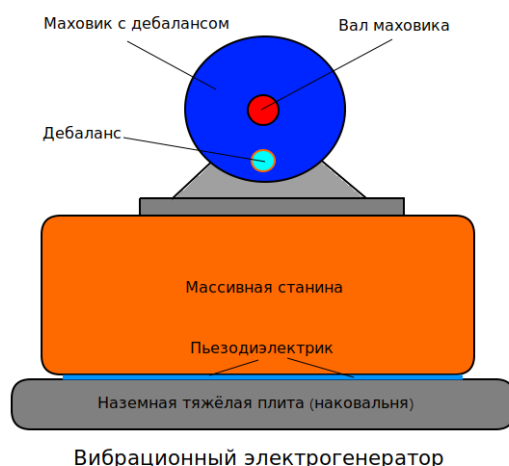 Маховик с дебалансом
Вал маховика
Дебаланс
Массивная станина
Пьезодиэлектрик
Наземная тяжёлая плита (наковальня)
Вибрационный электрогенератор